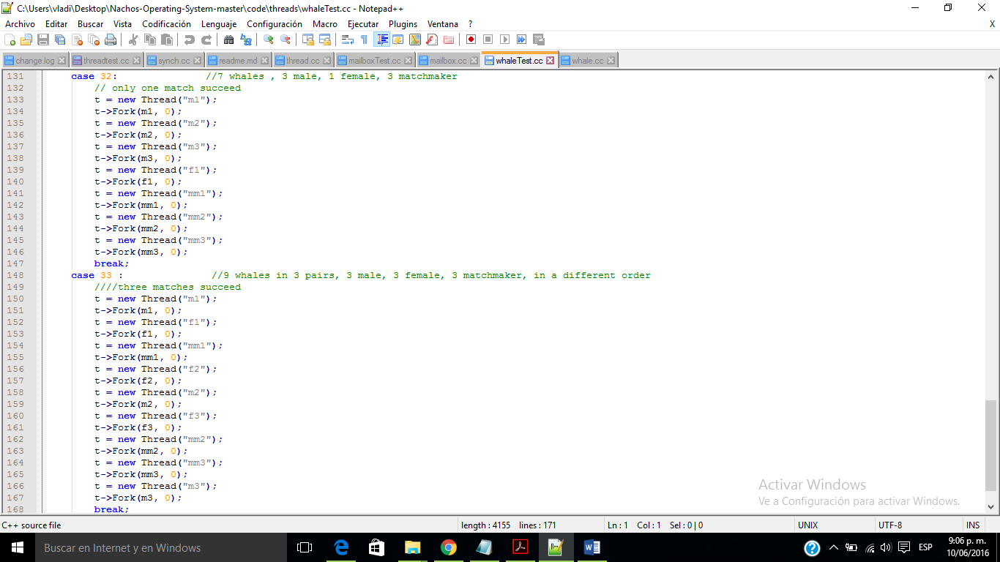 C:\Users\vladi\Desktop\Nachos-Operating-System-master\code\threads\whaleTest.cc - Notepad++
Archivo Editar Buscar Vista Codificación Lenguaje Configuración Macro Ejecutar Plugins Ventana ? X
change.log threadtest.cc synch.cc readme.md thread.cc mailboxTest.cc mailbox.cc whaleTest.cc whale.cc
131 case 32: //7 whales , 3 male, 1 female, 3 matchmaker
132 // only one match succeed
133 t = new Thread("m1");
134 t->Fork(m1, 0);
135 t = new Thread("m2");
136 t->Fork(m2, 0);
137 t = new Thread("m3");
138 t->Fork(m3, 0);
139 t = new Thread("f1");
140 t->Fork(f1, 0);
141 t = new Thread("mm1");
142 t->Fork(mm1, 0);
143 t = new Thread("mm2");
144 t->Fork(mm2, 0);
145 t = new Thread("mm3");
146 t->Fork(mm3, 0);
147 break;
148 case 33 : //9 whales in 3 pairs, 3 male, 3 female, 3 matchmaker, in a different order
149 ////three matches succeed
150 t = new Thread("m1");
151 t->Fork(m1, 0);
152 t = new Thread("f1");
153 t->Fork(f1, 0);
154 t = new Thread("mm1");
155 t->Fork(mm1, 0);
156 t = new Thread("f2");
157 t->Fork(f2, 0);
158 t = new Thread("m2");
159 t->Fork(m2, 0);
160 t = new Thread("f3");
161 t->Fork(f3, 0);
162 t = new Thread("mm2");
163 t->Fork(mm2, 0);
164 t = new Thread("mm3");
165 t->Fork(mm3, 0);
166 t = new Thread("m3");
167 t->Fork(m3, 0);
168 break;
Activar Windows
Ve a Configuración para activar Windows.
C++ source file length : 4155 lines : 171 Ln : 1 Col : 1 Sel : 0 | 0 UNIX UTF-8 INS
Buscar en Internet y en Windows
ESP
9:06 p. m.
10/06/2016